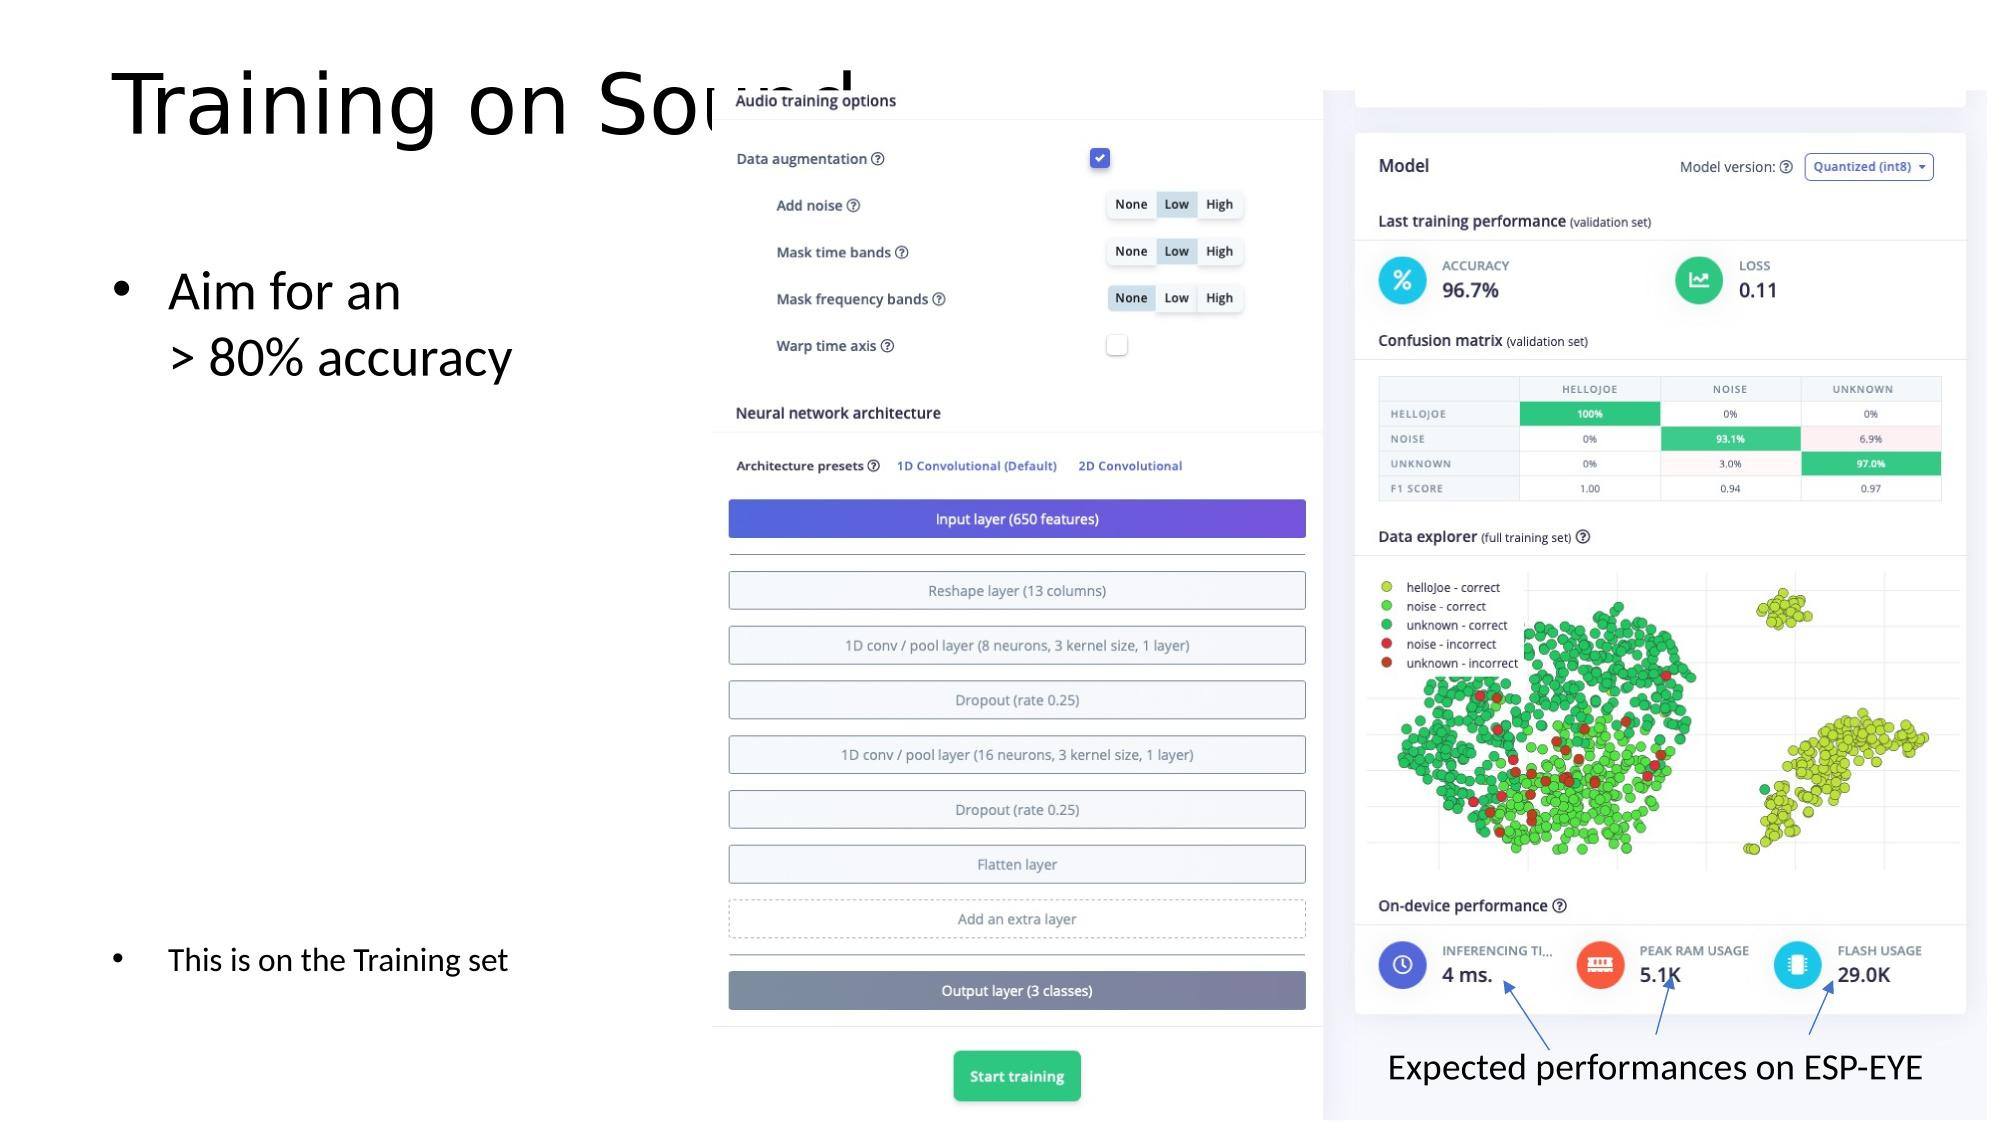 Training on Sound
• Aim for an
> 80% accuracy
• This is on the Training set
Audio training options
Data augmentation
Add noise None Low High
Mask time bands None Low High
Mask frequency bands None Low High
Warp time axis
Neural network architecture
Architecture presets 1D Convolutional (Default) 2D Convolutional
Input layer (650 features)
Reshape layer (13 columns)
1D conv / pool layer (8 neurons, 3 kernel size, 1 layer)
Dropout (rate 0.25)
1D conv / pool layer (16 neurons, 3 kernel size, 1 layer)
Dropout (rate 0.25)
Flatten layer
Add an extra layer
Output layer (3 classes)
Start training
Model Model version: Quantized (int8)
Last training performance (validation set)
% ACCURACY LOSS
96.7% 0.11
Confusion matrix (validation set)
HELLOJOE NOISE UNKNOWN
HELLOJOE 100% 0% 0%
NOISE 0% 93.1% 6.9%
UNKNOWN 0% 3.0% 97.0%
F1 SCORE 1.00 0.94 0.97
Data explorer (full training set)
helloJoe - correct
noise - correct
unknown - correct
noise - incorrect
unknown - incorrect
On-device performance
INFERENCING TI... PEAK RAM USAGE FLASH USAGE
4 ms. 5.1K 29.0K
Expected performances on ESP-EYE